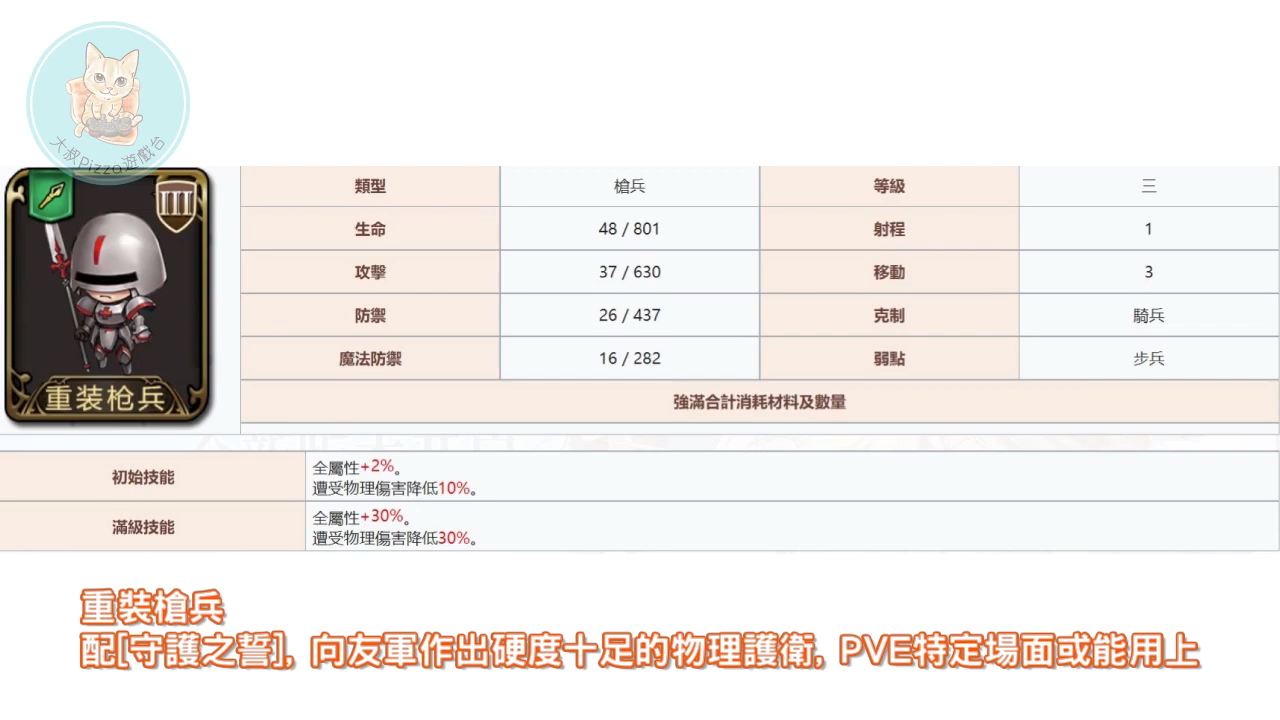 大叔Pizza遊戲台
重装枪兵
類型 槍兵 等級 三
生命 48 / 801 射程 1
攻擊 37 / 630 移動 3
防禦 26 / 437 克制 騎兵
魔法防禦 16 / 282 弱點 步兵
強滿合計消耗材料及數量
初始技能
全屬性+2%。
遭受物理傷害降低10%。
滿級技能
全屬性+30%。
遭受物理傷害降低30%。
重裝槍兵
配[守護之誓], 向友軍作出硬度十足的物理護衛, PVE特定場面或能用上